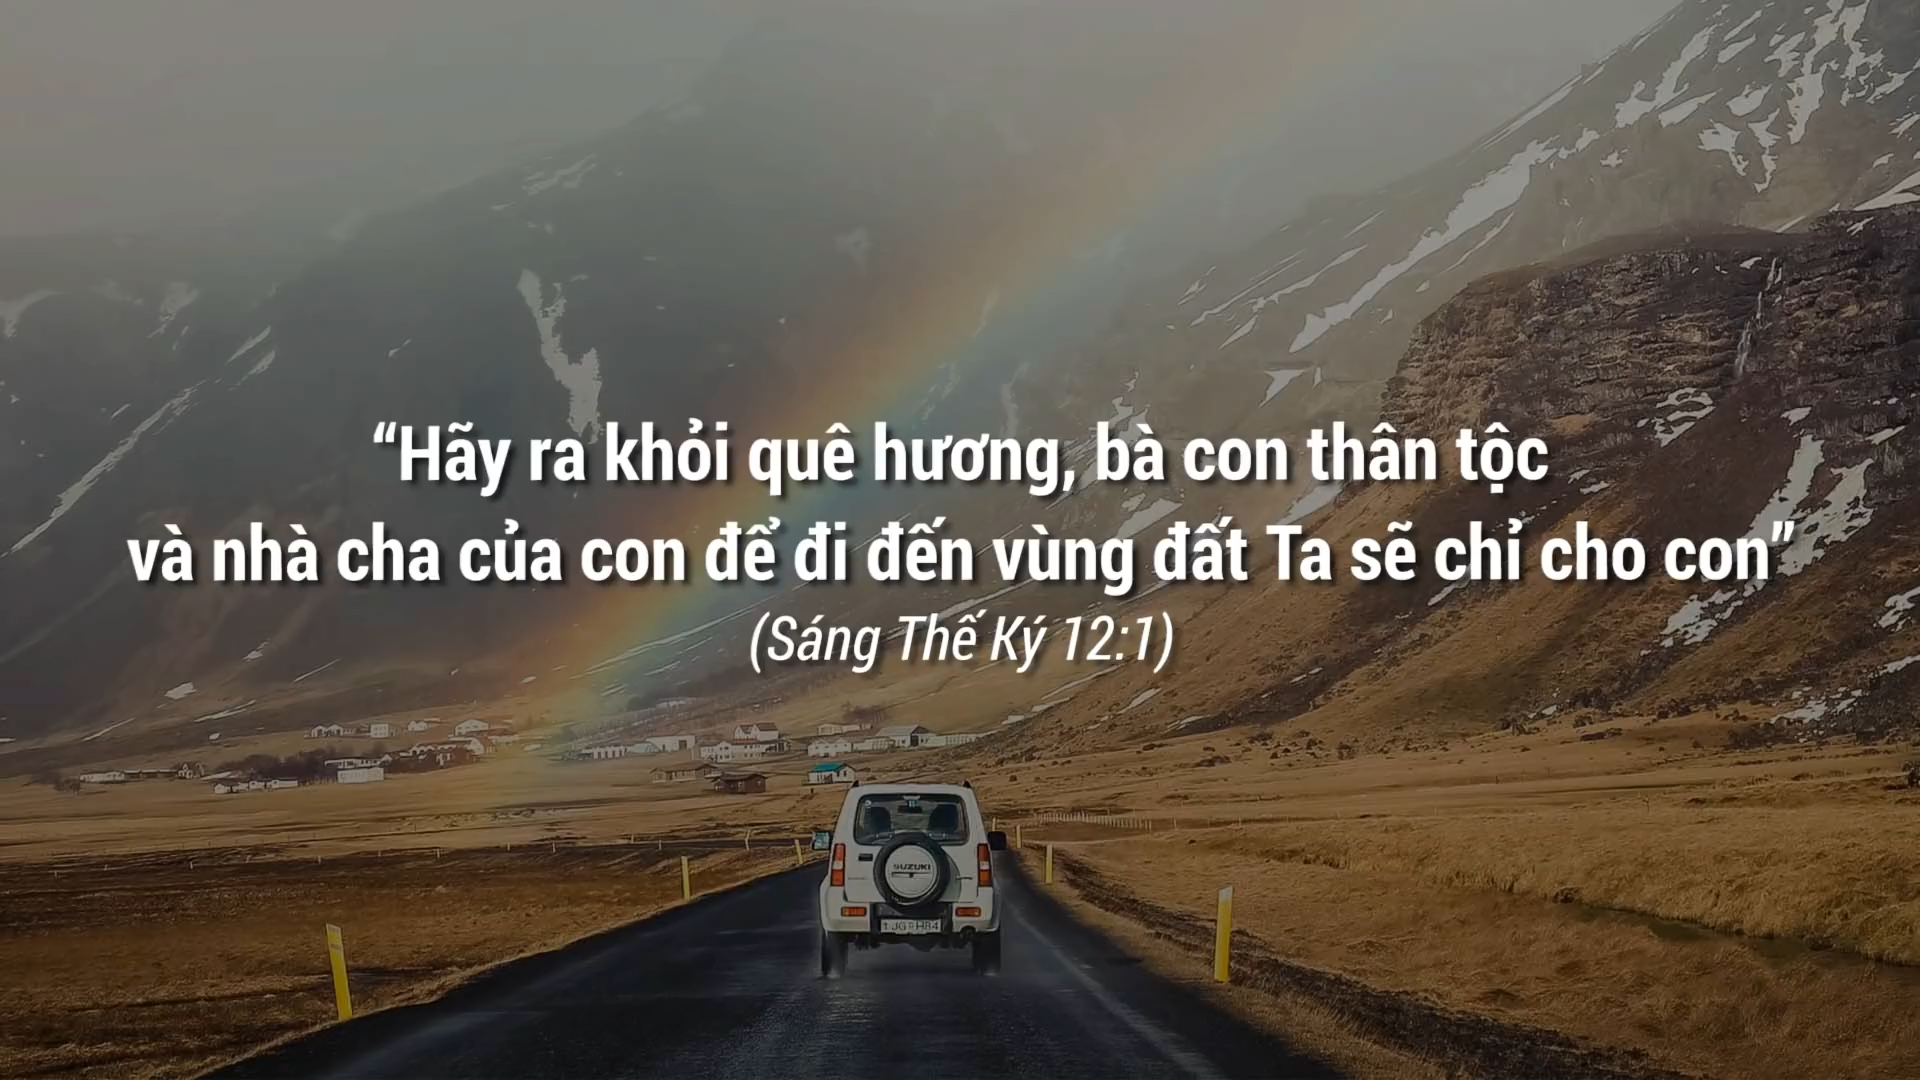 “Hãy ra khỏi quê hương, bà con thân tộc
và nhà cha của con để đi đến vùng đất Ta sẽ chỉ cho con”
(Sáng Thế Ký 12:1)
SUZUKI